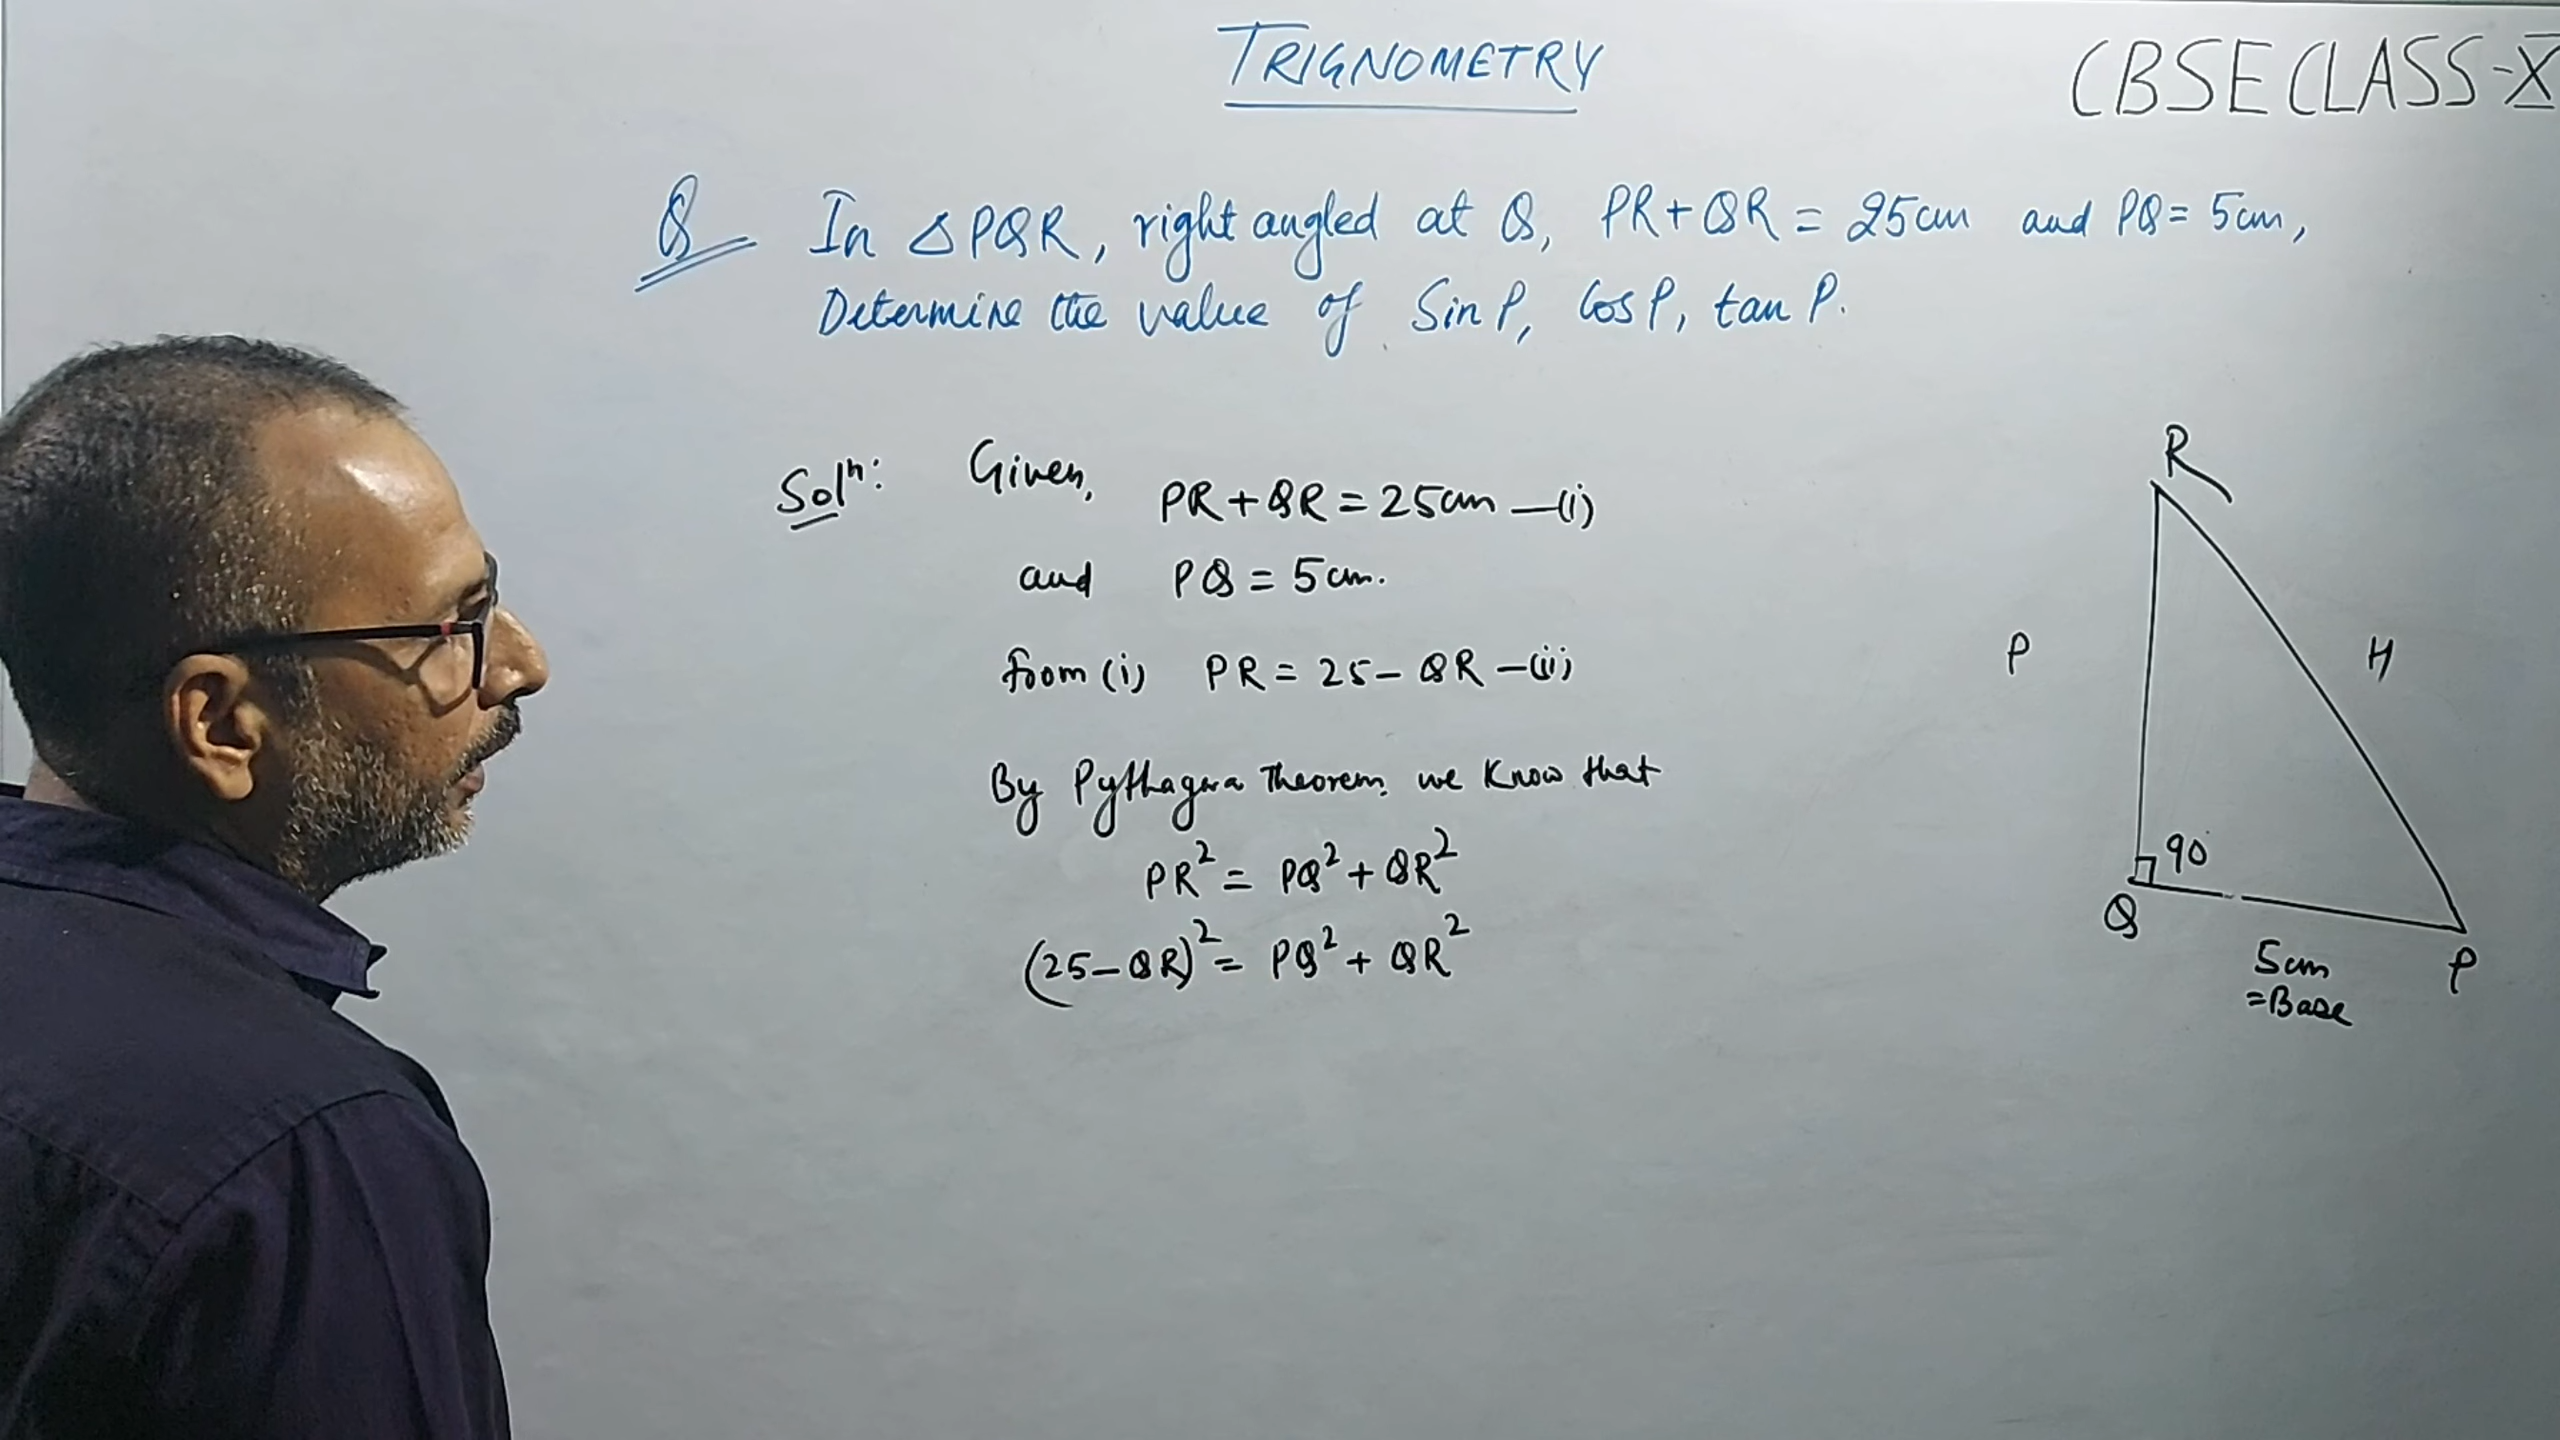 TRIGNOMETRY
CBSE CLASS-X
Q In △PQR, right angled at Q, PR+QR = 25cm and PQ = 5cm,
Determine the value of Sin P, Cos P, tan P.
Solⁿ: Given, PR+QR = 25cm —(i)
and PQ = 5cm.
from (i) PR = 25 - QR —(ii)
By Pythagora Theorem, we Know that
PR² = PQ² + QR²
(25-QR)² = PQ² + QR²
R
P
H
90°
Q
5cm
=Base
P